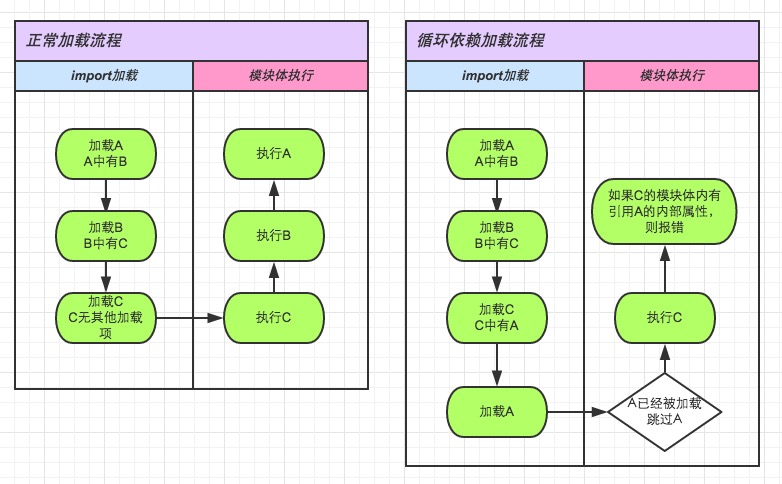 正常加载流程
import加载
模块体执行
加载A
A中有B
执行A
加载B
B中有C
执行B
加载C
C无其他加载
项
执行C
循环依赖加载流程
import加载
模块体执行
加载A
A中有B
加载B
B中有C
如果C的模块体内有
引用A的内部属性，
则报错
加载C
C中有A
执行C
加载A
A已经被加载
跳过A